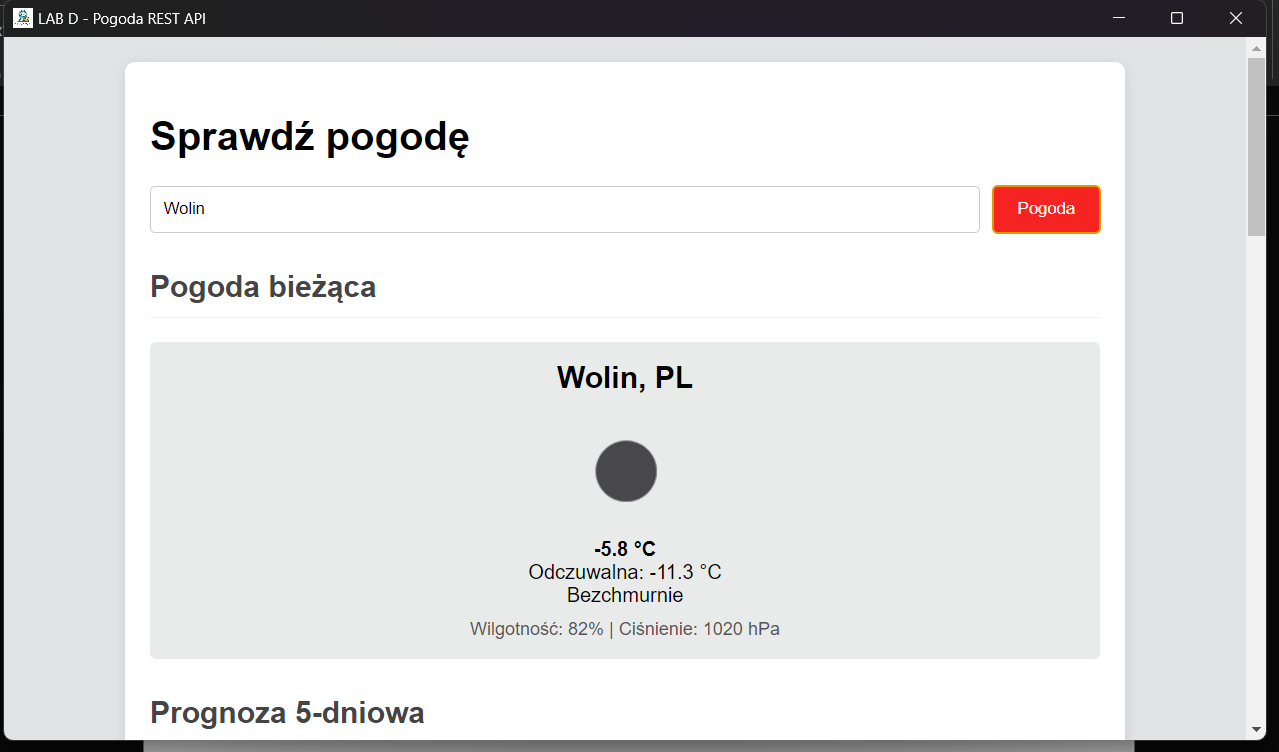 LAB D - Pogoda REST API
Sprawdź pogodę
Wolin
Pogoda
Pogoda bieżąca
Wolin, PL
-5.8 °C
Odczuwalna: -11.3 °C
Bezchmurnie
Wilgotność: 82% | Ciśnienie: 1020 hPa
Prognoza 5-dniowa